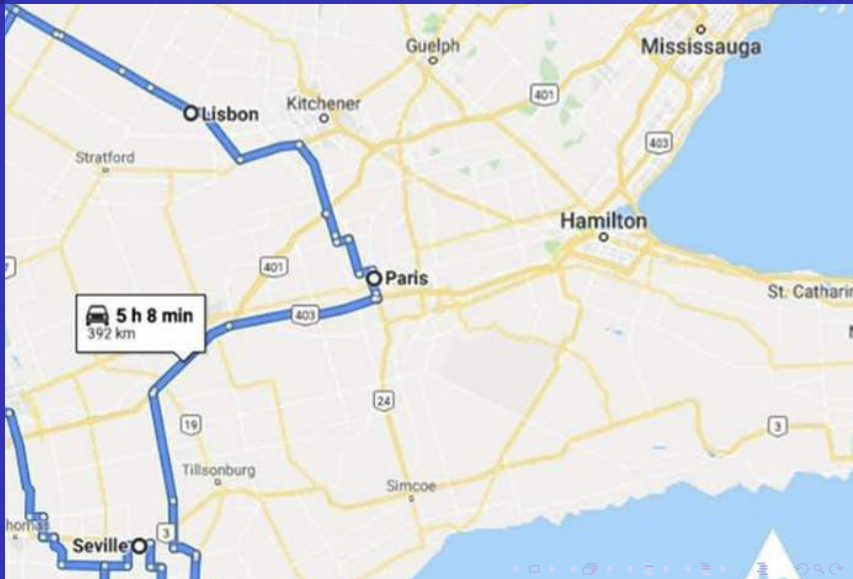 Guelph
Mississauga
401
Kitchener
Lisbon
403
Stratford
Hamilton
401
Paris
7
St. Catharin
5 h 8 min
392 km
403
N
24
19
3
Tillsonburg
Simcoe
homas
3
Seville